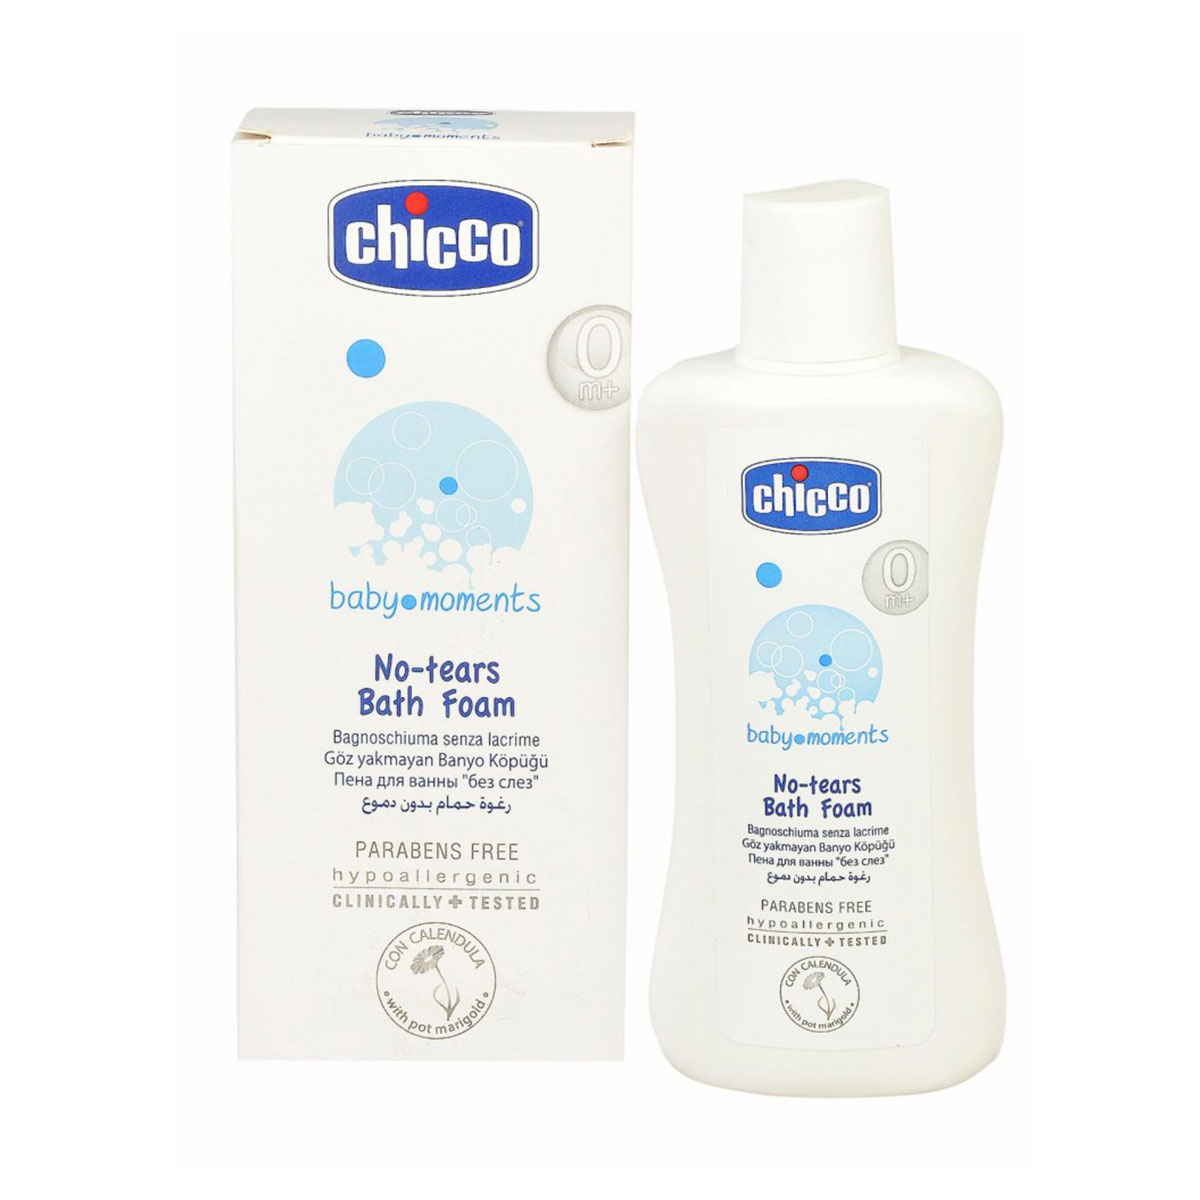 chicco
baby moments
chicco
0
m+
baby moments
No-tears
Bath Foam
Bagnoschiuma senza lacrime
Göz yakmayan Banyo Köpüğü
Пена для ванны "без слез"
رغوة حمام بدون دموع
PARABENS FREE
hypoallergenic
CLINICALLY + TESTED
CON CALENDULA
• with pot marigold •
chicco
0
m+
baby moments
No-tears
Bath Foam
Bagnoschiuma senza lacrime
Göz yakmayan Banyo Köpüğü
Пена для ванны "без слез"
رغوة حمام بدون دموع
PARABENS FREE
hypoallergenic
CLINICALLY + TESTED
CON CALENDULA
• with pot marigold •